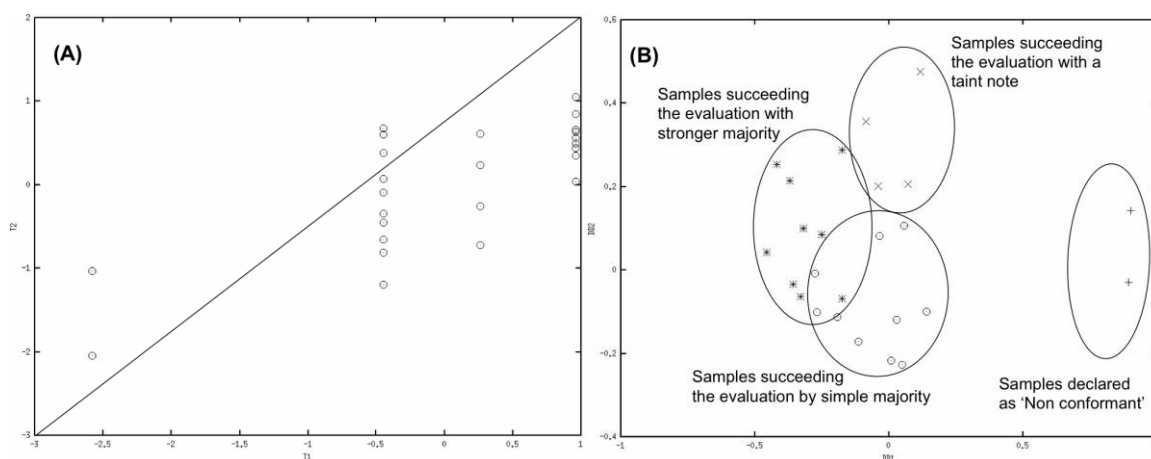 (A)
2
1
0
-1
-2
-3
T2
-3
-2.5
-2
-1.5
-1
-0.5
0
0.5
1
T1
(B)
0.6
0.4
0.2
0
-0.2
-0.4
-0.5
0
0.5
Samples succeeding
the evaluation with a
taint note
Samples succeeding
the evaluation with
stronger majority
Samples succeeding
the evaluation by simple majority
Samples declared
as ‘Non conformant’